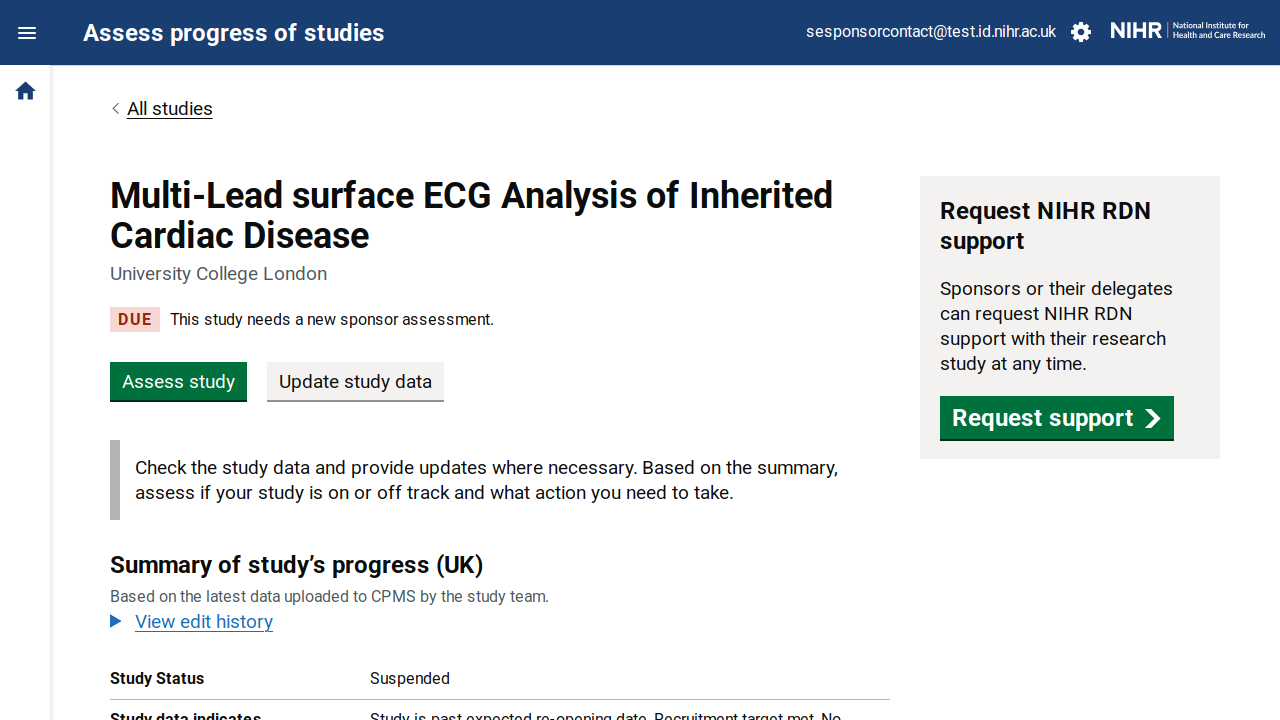 Assess progress of studies
sesponsorcontact@test.id.nihr.ac.uk
NIHR
National Institute for
Health and Care Research
All studies
Multi-Lead surface ECG Analysis of Inherited
Cardiac Disease
University College London
DUE
This study needs a new sponsor assessment.
Assess study
Update study data
Check the study data and provide updates where necessary. Based on the summary,
assess if your study is on or off track and what action you need to take.
Summary of study’s progress (UK)
Based on the latest data uploaded to CPMS by the study team.
View edit history
Study Status
Suspended
Study data indicates
Study is past expected re-opening date, Recruitment target met, No
Request NIHR RDN
support
Sponsors or their delegates
can request NIHR RDN
support with their research
study at any time.
Request support